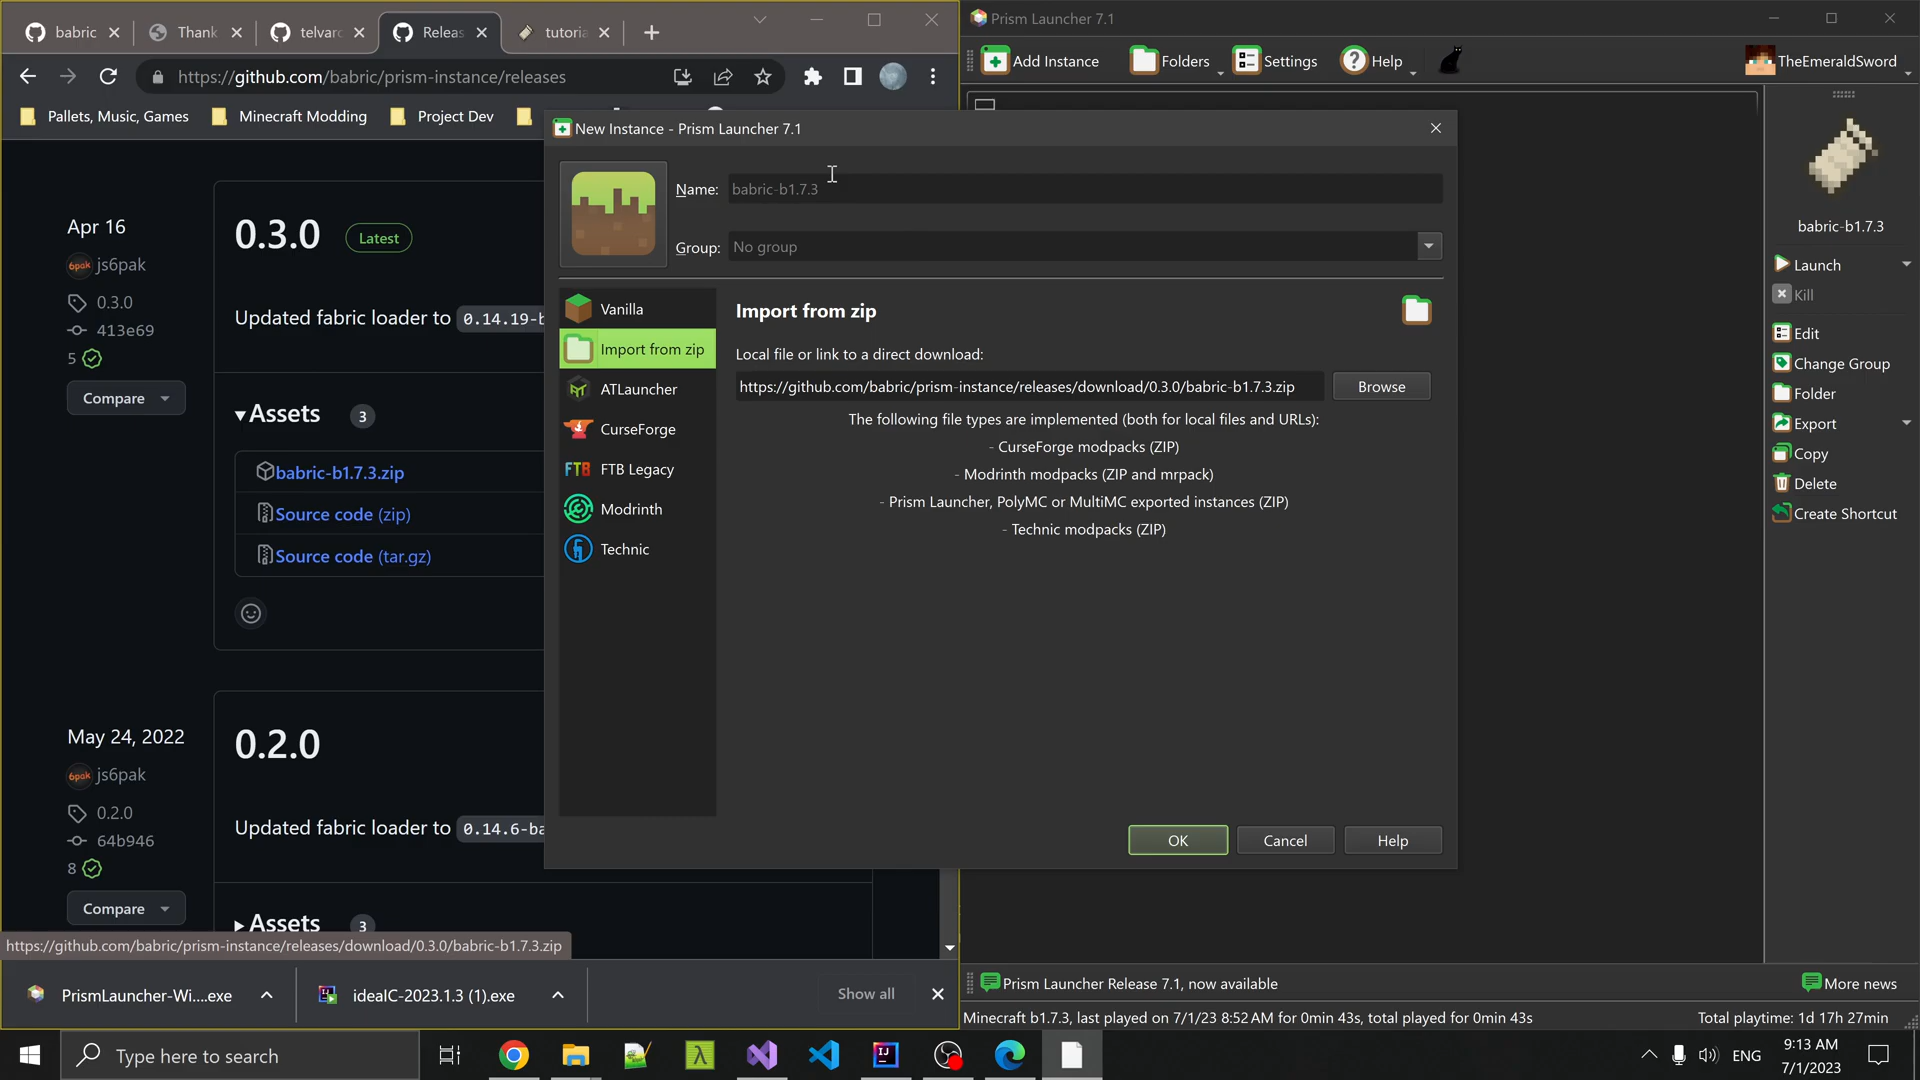 babric
Thank
telvaro
Releas
tutoria
https://github.com/babric/prism-instance/releases
Pallets, Music, Games
Minecraft Modding
Project Dev
Apr 16
js6pak
0.3.0
413e69
5
Compare
0.3.0
Latest
Updated fabric loader to 0.14.19-b
Assets 3
babric-b1.7.3.zip
Source code (zip)
Source code (tar.gz)
May 24, 2022
js6pak
0.2.0
64b946
8
Compare
0.2.0
Updated fabric loader to 0.14.6-ba
Assets 3
https://github.com/babric/prism-instance/releases/download/0.3.0/babric-b1.7.3.zip
PrismLauncher-Wi....exe
ideaIC-2023.1.3 (1).exe
Show all
New Instance - Prism Launcher 7.1
Name: babric-b1.7.3
Group: No group
Vanilla
Import from zip
ATLauncher
CurseForge
FTB FTB Legacy
Modrinth
Technic
Import from zip
Local file or link to a direct download:
https://github.com/babric/prism-instance/releases/download/0.3.0/babric-b1.7.3.zip
Browse
The following file types are implemented (both for local files and URLs):
- CurseForge modpacks (ZIP)
- Modrinth modpacks (ZIP and mrpack)
- Prism Launcher, PolyMC or MultiMC exported instances (ZIP)
- Technic modpacks (ZIP)
OK
Cancel
Help
Prism Launcher 7.1
Add Instance
Folders
Settings
Help
TheEmeraldSword
babric-b1.7.3
Launch
Kill
Edit
Change Group
Folder
Export
Copy
Delete
Create Shortcut
Prism Launcher Release 7.1, now available
More news
Minecraft b1.7.3, last played on 7/1/23 8:52 AM for 0min 43s, total played for 0min 43s
Total playtime: 1d 17h 27min
Type here to search
ENG
9:13 AM
7/1/2023